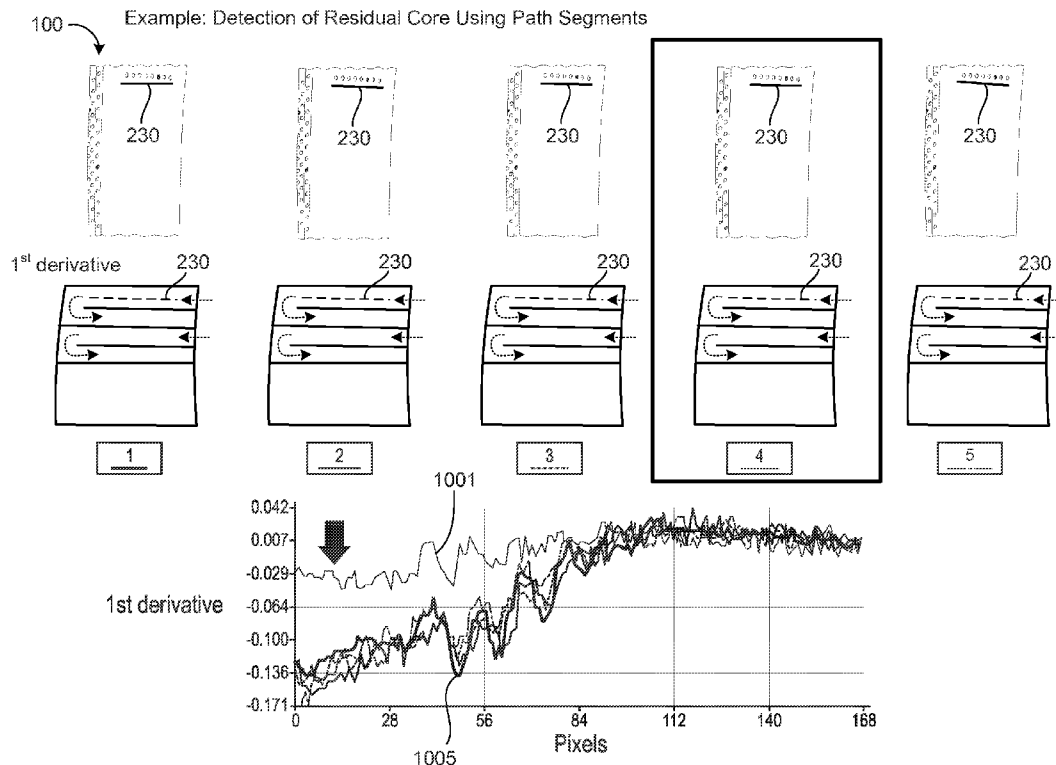 Example: Detection of Residual Core Using Path Segments
100
230 230 230 230 230
1st derivative
230 230 230 230 230
1 2 3 4 5
1001
0.042
0.007
-0.029
-0.064
-0.100
-0.136
-0.171
1st derivative
0 28 56 84 112 140 168
Pixels
1005